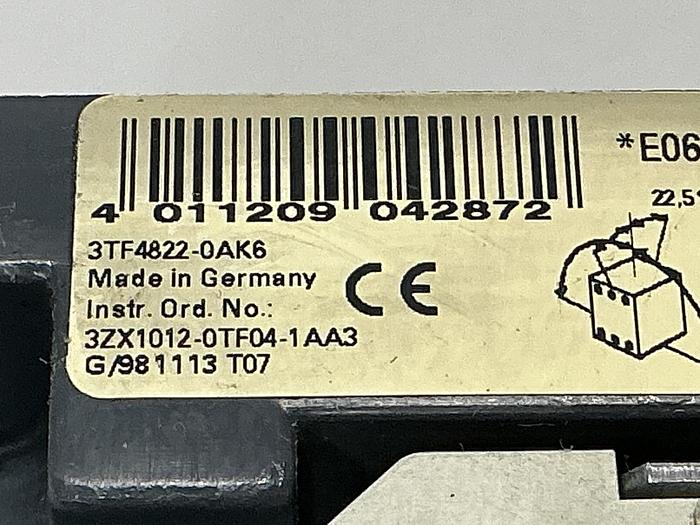 4 011209 042872
3TF4822-0AK6
Made in Germany
Instr. Ord. No.:
3ZX1012-0TF04-1AA3
G/981113 T07
CE
*E06
22,5